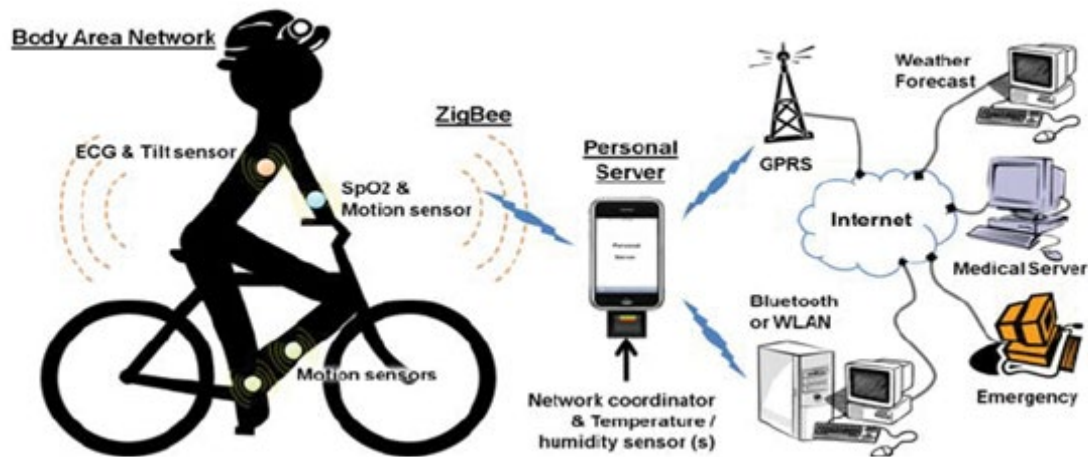 Body Area Network
ECG & Tilt sensor
SpO2 &
Motion sensor
Motion sensors
ZigBee
Personal
Server
Personal
Server
Network coordinator
& Temperature /
humidity sensor (s)
GPRS
Bluetooth
or WLAN
Internet
Weather
Forecast
Medical Server
Emergency